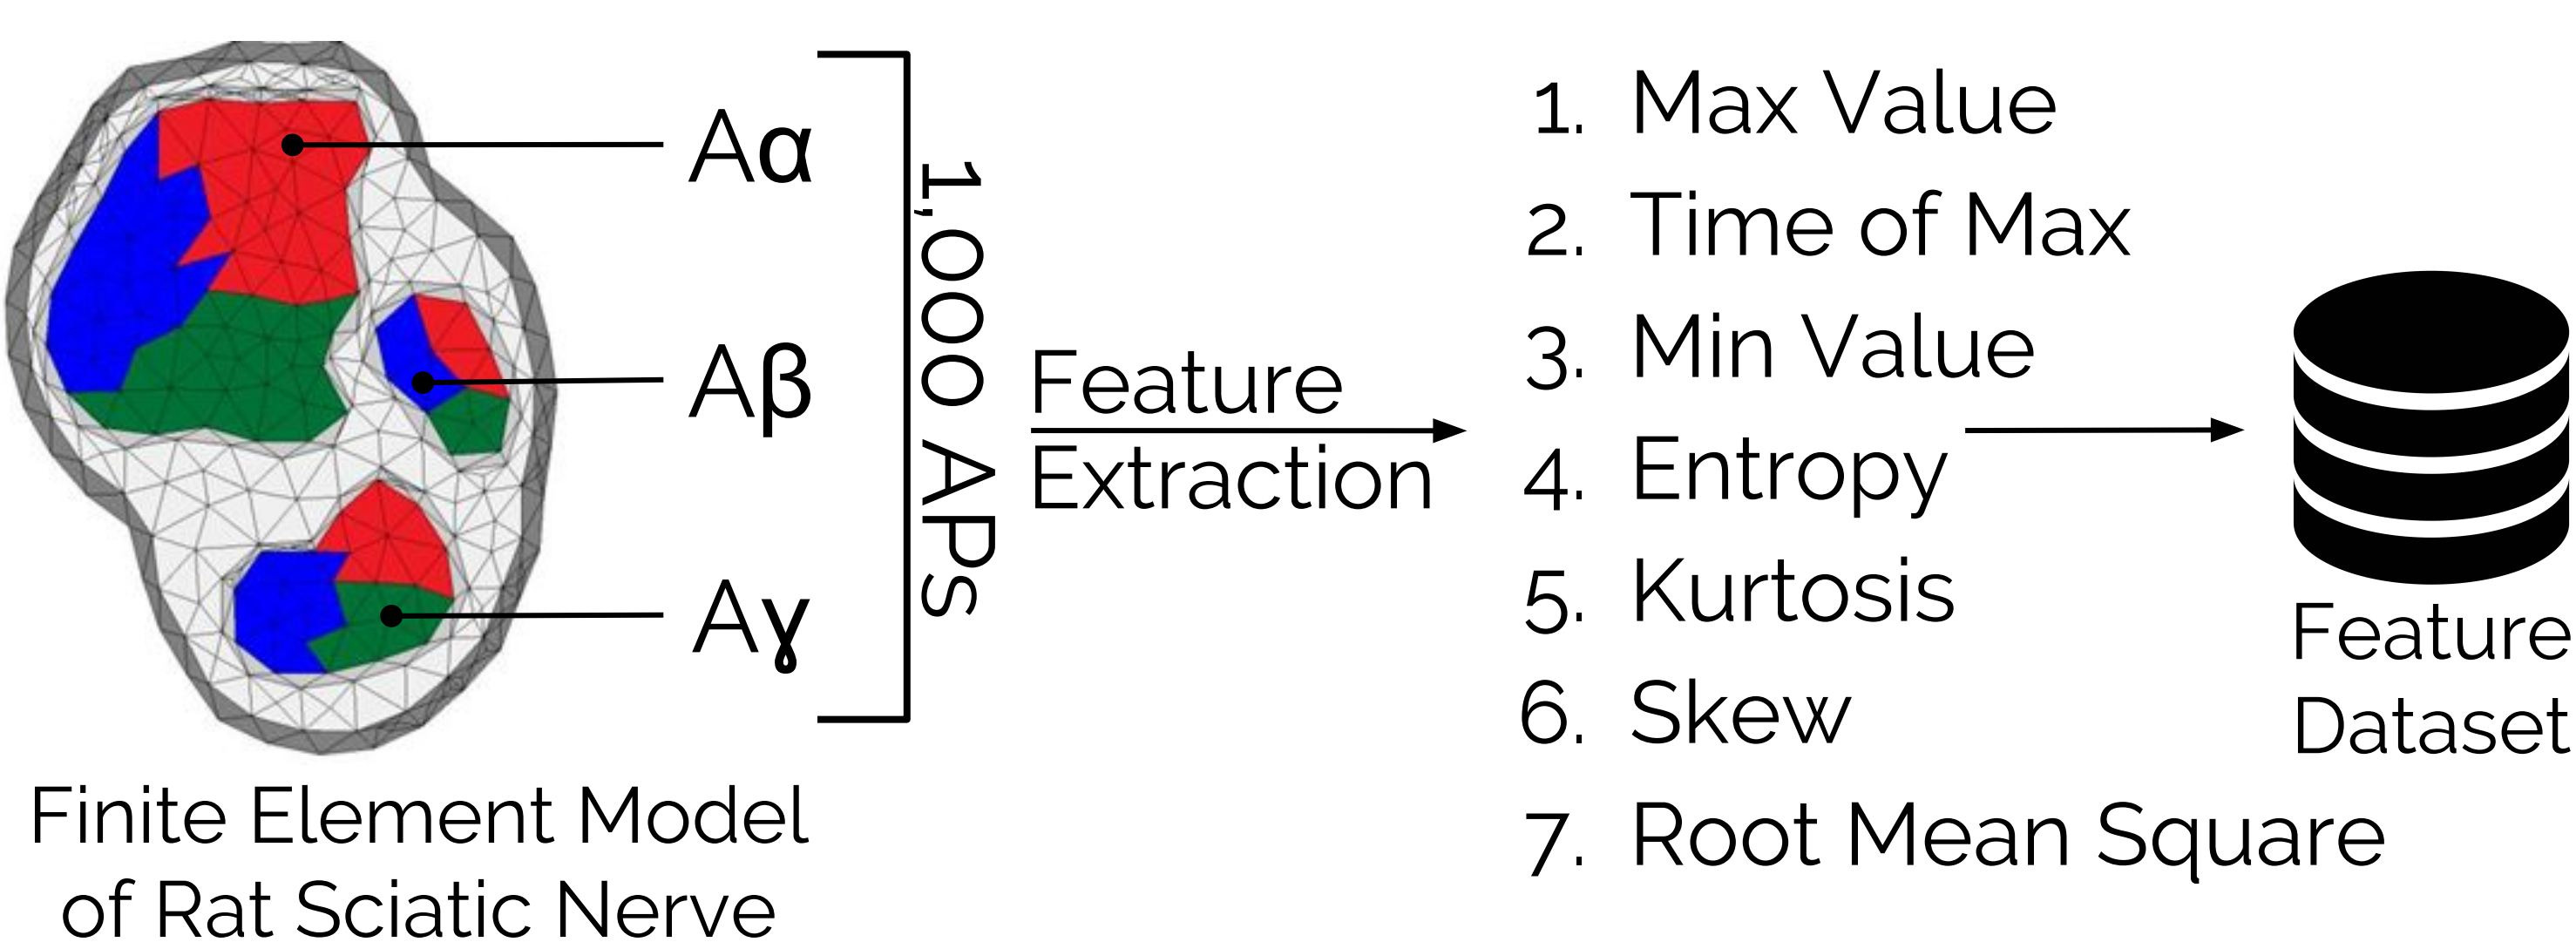 Aα
Aβ
Aɣ
1,000 APs
Finite Element Model
of Rat Sciatic Nerve
Feature
Extraction
1. Max Value
2. Time of Max
3. Min Value
4. Entropy
5. Kurtosis
6. Skew
7. Root Mean Square
Feature
Dataset